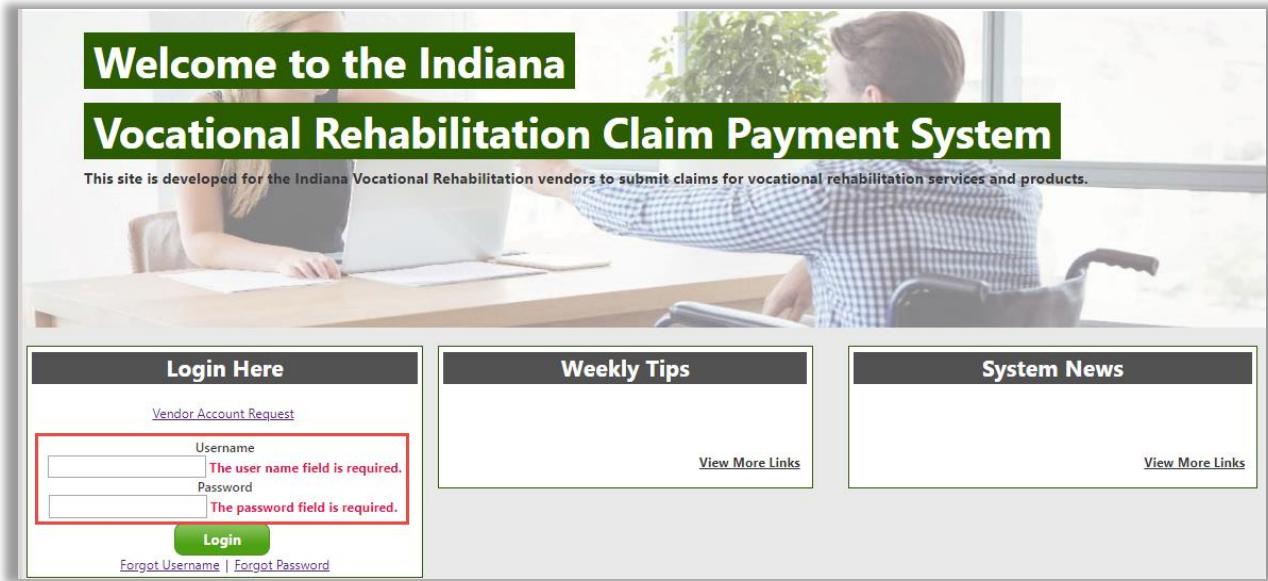 Welcome to the Indiana
Vocational Rehabilitation Claim Payment System
This site is developed for the Indiana Vocational Rehabilitation vendors to submit claims for vocational rehabilitation services and products.
Login Here
Vendor Account Request
Username
The user name field is required.
Password
The password field is required.
Login
Forgot Username | Forgot Password
Weekly Tips
View More Links
System News
View More Links